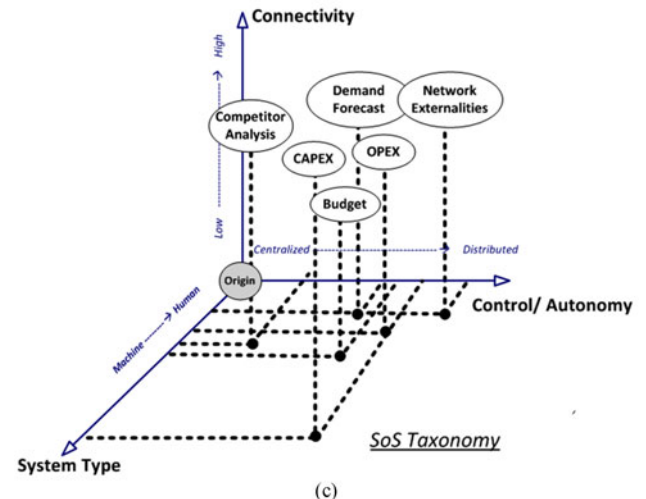 Connectivity
High
Low
Demand
Forecast
Network
Externalities
Competitor
Analysis
CAPEX
OPEX
Budget
Centralized
Distributed
Origin
Control/ Autonomy
Human
Machine
SoS Taxonomy
System Type
(c)